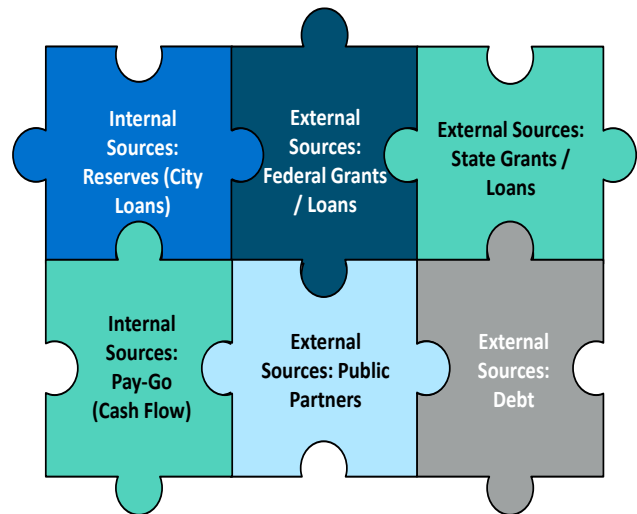 Internal
Sources:
Reserves (City
Loans)
External
Sources:
Federal Grants
/ Loans
External Sources:
State Grants /
Loans
Internal
Sources:
Pay-Go
(Cash Flow)
External
Sources: Public
Partners
External
Sources:
Debt